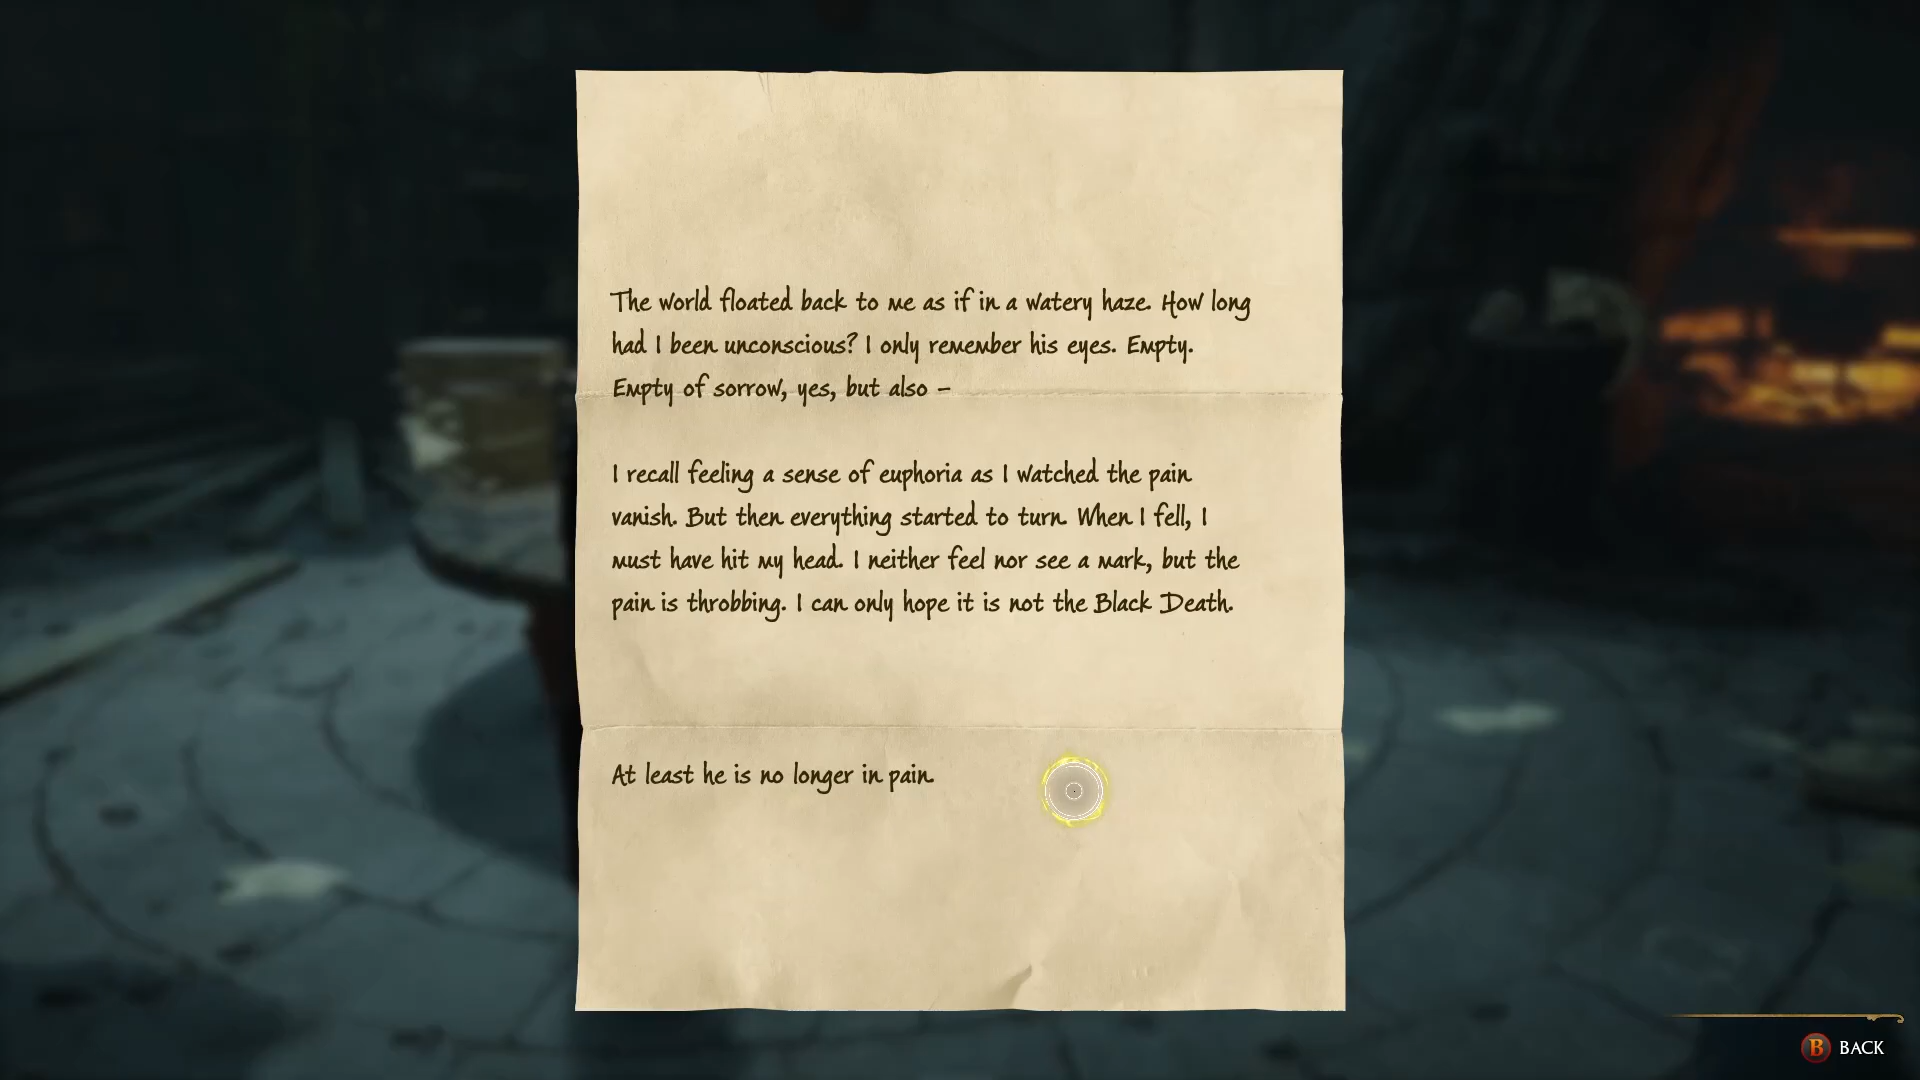 The world floated back to me as if in a watery haze. How long
had I been unconscious? I only remember his eyes. Empty.
Empty of sorrow, yes, but also –
I recall feeling a sense of euphoria as I watched the pain
vanish. But then everything started to turn. When I fell, I
must have hit my head. I neither feel nor see a mark, but the
pain is throbbing. I can only hope it is not the Black Death.
At least he is no longer in pain.
B BACK